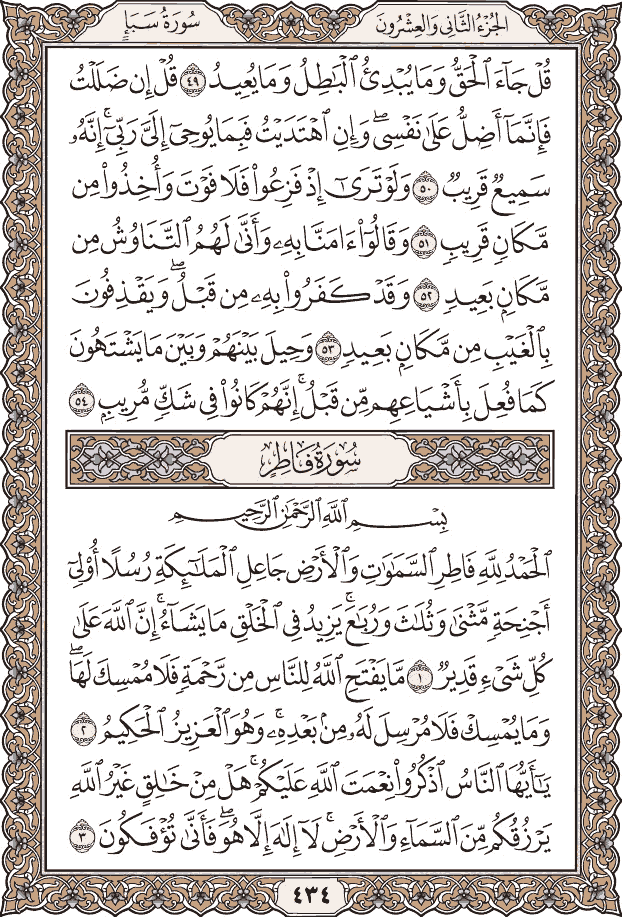 الجُزْءُ الثَّانِي وَالعِشْرُونَ
سُورَةُ سَبَإٍ
قُلۡ جَآءَ ٱلۡحَقُّ وَمَا يُبۡدِئُ ٱلۡبَٰطِلُ وَمَا يُعِيدُ ٤٩ قُلۡ إِن ضَلَلۡتُ
فَإِنَّمَآ أَضِلُّ عَلَىٰ نَفۡسِيۖ وَإِنِ ٱهۡتَدَيۡتُ فَبِمَا يُوحِيٓ إِلَيَّ رَبِّيٓۚ إِنَّهُۥ
سَمِيعٞ قَرِيبٞ ٥٠ وَلَوۡ تَرَىٰٓ إِذۡ فَزِعُواْ فَلَا فَوۡتَ وَأُخِذُواْ مِن
مَّكَانٖ قَرِيبٖ ٥١ وَقَالُوٓاْ ءَامَنَّا بِهِۦ وَأَنَّىٰ لَهُمُ ٱلتَّنَاوُشُ مِن
مَّكَانِۭ بَعِيدٖ ٥٢ وَقَدۡ كَفَرُواْ بِهِۦ مِن قَبۡلُۖ وَيَقۡذِفُونَ
بِٱلۡغَيۡبِ مِن مَّكَانِۭ بَعِيدٖ ٥٣ وَحِيلَ بَيۡنَهُمۡ وَبَيۡنَ مَا يَشۡتَهُونَ
كَمَا فُعِلَ بِأَشۡيَاعِهِم مِّن قَبۡلُۚ إِنَّهُمۡ كَانُواْ فِي شَكّٖ مُّرِيبِۭ ٥٤
سُورَةُ فَاطِرٍ
بِسۡمِ ٱللَّهِ ٱلرَّحۡمَٰنِ ٱلرَّحِيمِ
ٱلۡحَمۡدُ لِلَّهِ فَاطِرِ ٱلسَّمَٰوَٰتِ وَٱلۡأَرۡضِ جَاعِلِ ٱلۡمَلَٰٓئِكَةِ رُسُلًا أُوْلِيٓ
أَجۡنِحَةٖ مَّثۡنَىٰ وَثُلَٰثَ وَرُبَٰعَۚ يَزِيدُ فِي ٱلۡخَلۡقِ مَا يَشَآءُۚ إِنَّ ٱللَّهَ عَلَىٰ
كُلِّ شَيۡءٖ قَدِيرٞ ١ مَّا يَفۡتَحِ ٱللَّهُ لِلنَّاسِ مِن رَّحۡمَةٖ فَلَا مُمۡسِكَ لَهَاۖ
وَمَا يُمۡسِكۡ فَلَا مُرۡسِلَ لَهُۥ مِنۢ بَعۡدِهِۦۚ وَهُوَ ٱلۡعَزِيزُ ٱلۡحَكِيمُ ٢
يَٰٓأَيُّهَا ٱلنَّاسُ ٱذۡكُرُواْ نِعۡمَتَ ٱللَّهِ عَلَيۡكُمۡۚ هَلۡ مِنۡ خَٰلِقٍ غَيۡرُ ٱللَّهِ
يَرۡزُقُكُم مِّنَ ٱلسَّمَآءِ وَٱلۡأَرۡضِۚ لَآ إِلَٰهَ إِلَّا هُوَۖ فَأَنَّىٰ تُؤۡفَكُونَ ٣
٤٣٤